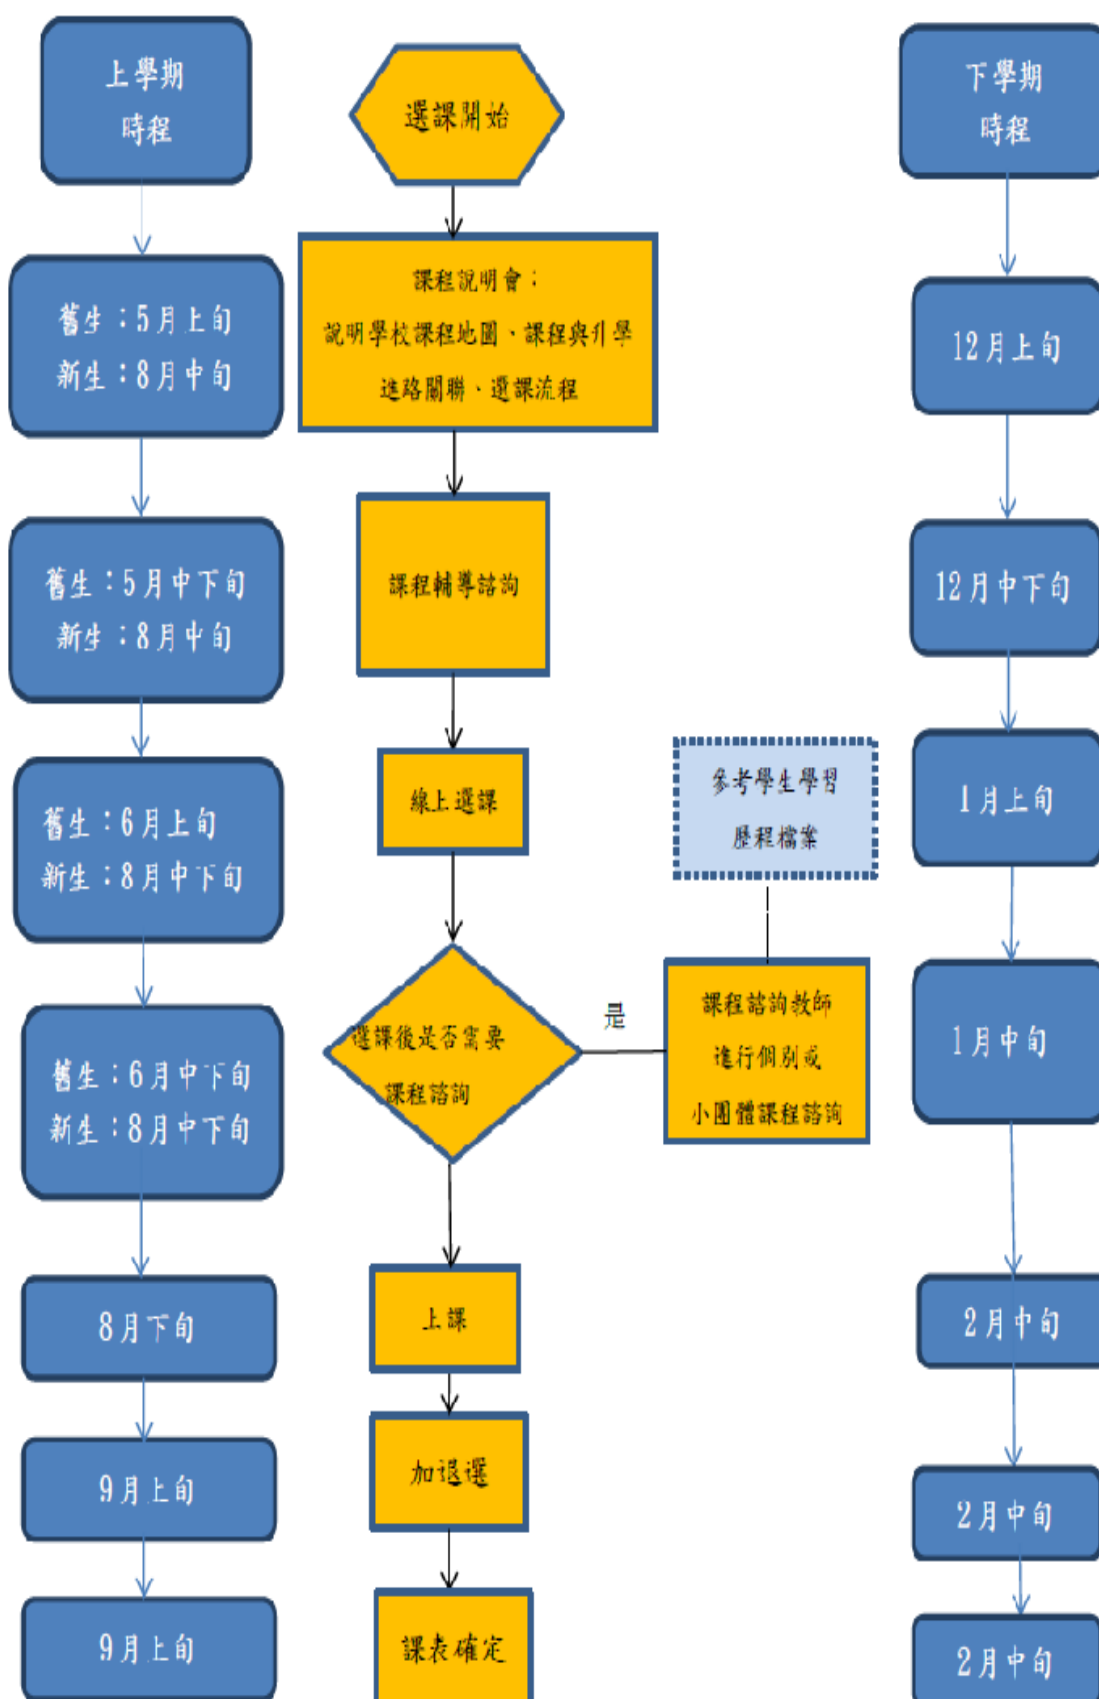 上學期
時程
選課開始
下學期
時程
舊生：5月上旬
新生：8月中旬
課程說明會：
說明學校課程地圖、課程與升學
進路關聯、選課流程
12月上旬
舊生：5月中下旬
新生：8月中旬
課程輔導諮詢
12月中下旬
舊生：6月上旬
新生：8月中下旬
線上選課
參考學生學習
歷程檔案
1月上旬
舊生：6月中下旬
新生：8月中下旬
選課後是否需要
課程諮詢
是
課程諮詢教師
進行個別或
小團體課程諮詢
1月中旬
8月下旬
上課
2月中旬
9月上旬
加退選
2月中旬
9月上旬
課表確定
2月中旬